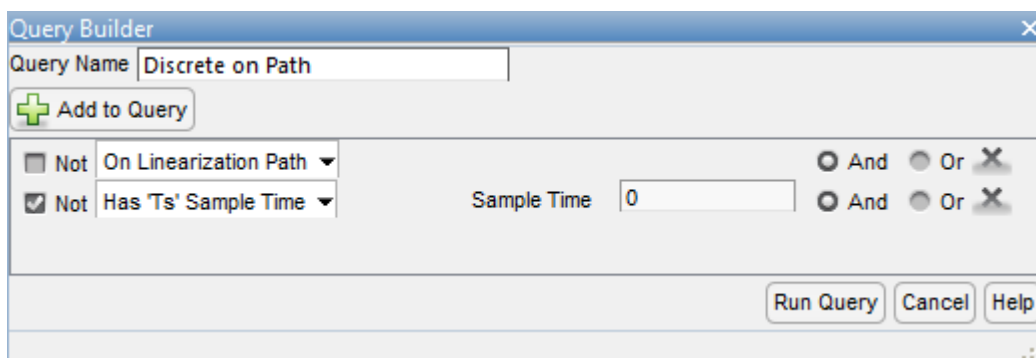 Query Builder
Query Name Discrete on Path
Add to Query
Not On Linearization Path And Or
Not Has 'Ts' Sample Time Sample Time 0 And Or
Run Query Cancel Help